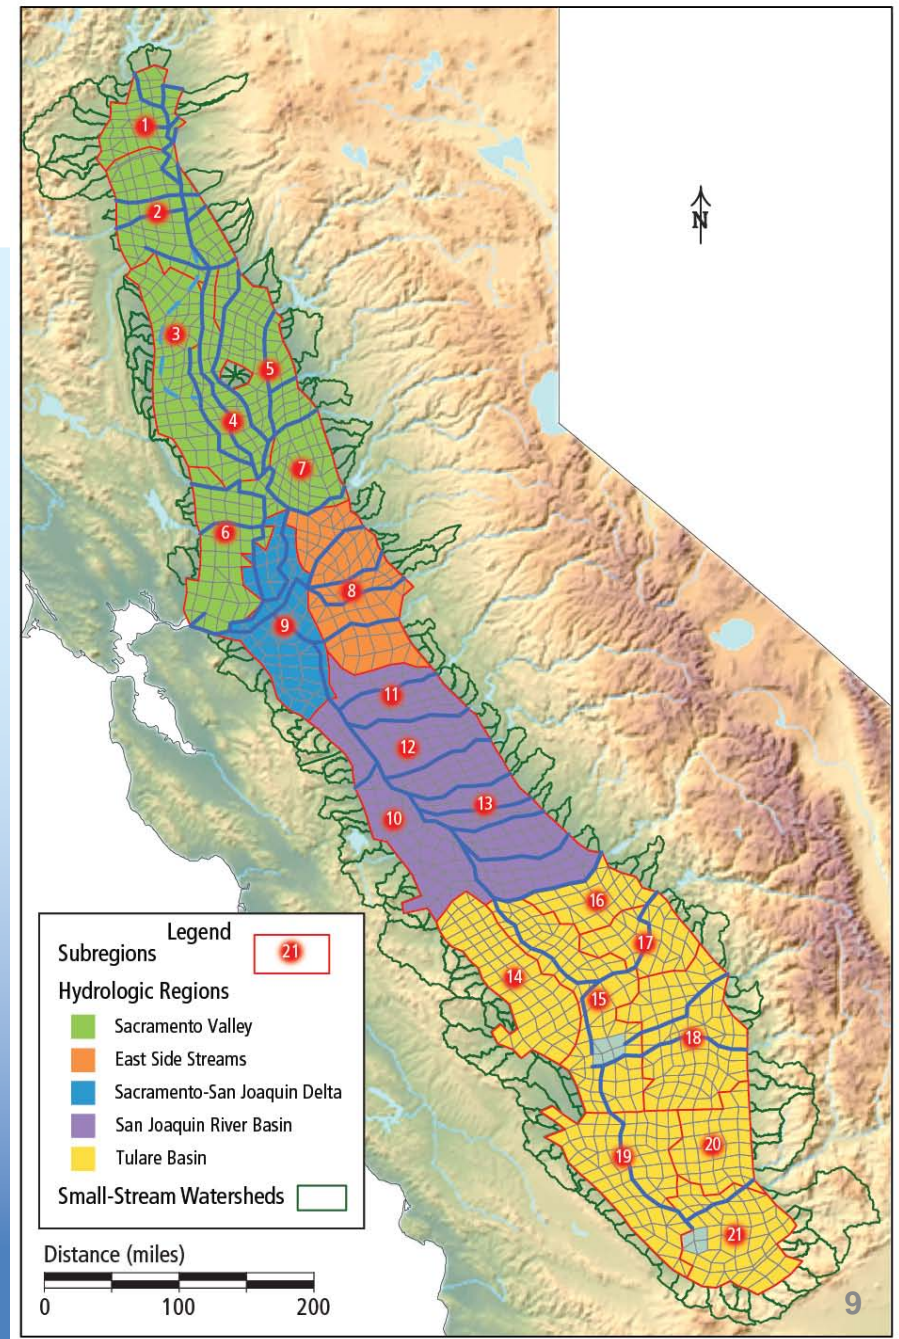 N
1
2
3
5
4
7
6
8
9
11
12
13
10
16
17
14
15
18
20
19
21
Legend
Subregions 21
Hydrologic Regions
Sacramento Valley
East Side Streams
Sacramento-San Joaquin Delta
San Joaquin River Basin
Tulare Basin
Small-Stream Watersheds
Distance (miles)
0 100 200
9